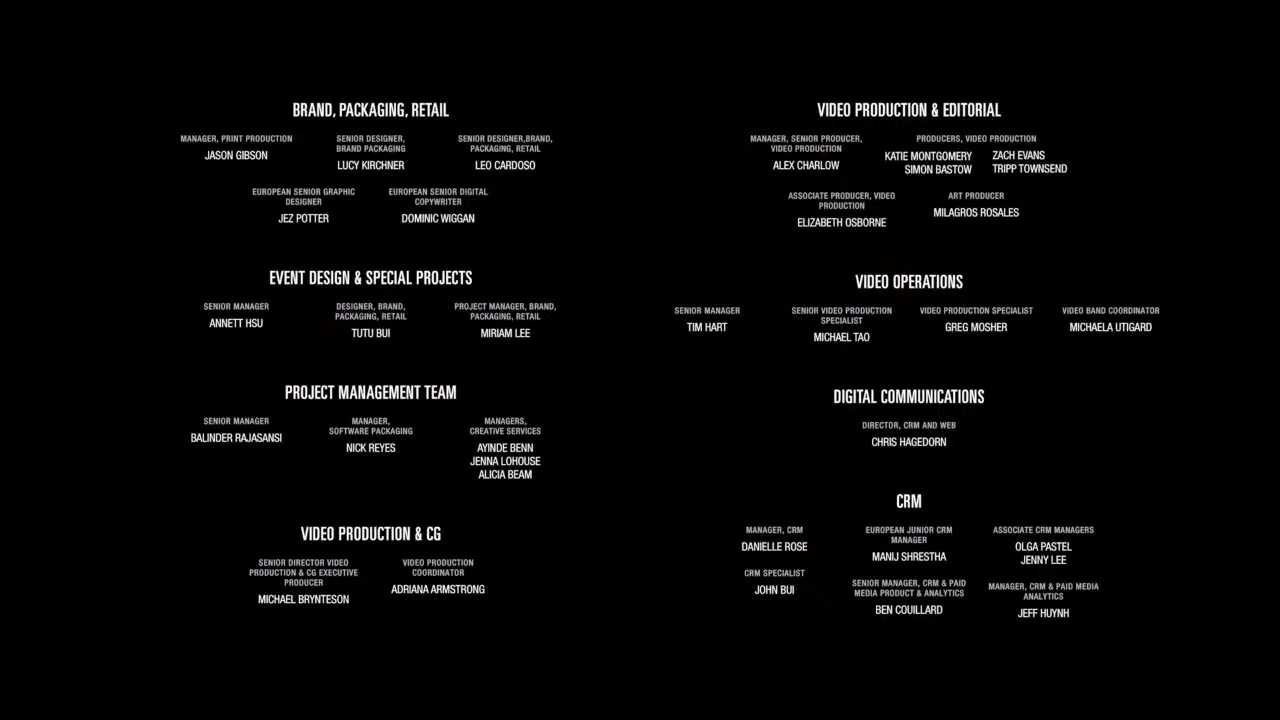 BRAND, PACKAGING, RETAIL
MANAGER, PRINT PRODUCTION
JASON GIBSON
SENIOR DESIGNER,
BRAND PACKAGING
LUCY KIRCHNER
SENIOR DESIGNER,BRAND,
PACKAGING, RETAIL
LEO CARDOSO
EUROPEAN SENIOR GRAPHIC
DESIGNER
JEZ POTTER
EUROPEAN SENIOR DIGITAL
COPYWRITER
DOMINIC WIGGAN
EVENT DESIGN & SPECIAL PROJECTS
SENIOR MANAGER
ANNETT HSU
DESIGNER, BRAND,
PACKAGING, RETAIL
TUTU BUI
PROJECT MANAGER, BRAND,
PACKAGING, RETAIL
MIRIAM LEE
PROJECT MANAGEMENT TEAM
SENIOR MANAGER
BALINDER RAJASANSI
MANAGER,
SOFTWARE PACKAGING
NICK REYES
MANAGERS,
CREATIVE SERVICES
AYINDE BENN
JENNA LOHOUSE
ALICIA BEAM
VIDEO PRODUCTION & CG
SENIOR DIRECTOR VIDEO
PRODUCTION & CG EXECUTIVE
PRODUCER
MICHAEL BRYNTESON
VIDEO PRODUCTION
COORDINATOR
ADRIANA ARMSTRONG
VIDEO PRODUCTION & EDITORIAL
MANAGER, SENIOR PRODUCER,
VIDEO PRODUCTION
ALEX CHARLOW
PRODUCERS, VIDEO PRODUCTION
KATIE MONTGOMERY
SIMON BASTOW
ZACH EVANS
TRIPP TOWNSEND
ASSOCIATE PRODUCER, VIDEO
PRODUCTION
ELIZABETH OSBORNE
ART PRODUCER
MILAGROS ROSALES
VIDEO OPERATIONS
SENIOR MANAGER
TIM HART
SENIOR VIDEO PRODUCTION
SPECIALIST
MICHAEL TAO
VIDEO PRODUCTION SPECIALIST
GREG MOSHER
VIDEO BAND COORDINATOR
MICHAELA UTIGARD
DIGITAL COMMUNICATIONS
DIRECTOR, CRM AND WEB
CHRIS HAGEDORN
CRM
MANAGER, CRM
DANIELLE ROSE
EUROPEAN JUNIOR CRM
MANAGER
MANIJ SHRESTHA
ASSOCIATE CRM MANAGERS
OLGA PASTEL
JENNY LEE
CRM SPECIALIST
JOHN BUI
SENIOR MANAGER, CRM & PAID
MEDIA PRODUCT & ANALYTICS
BEN COUILLARD
MANAGER, CRM & PAID MEDIA
ANALYTICS
JEFF HUYNH